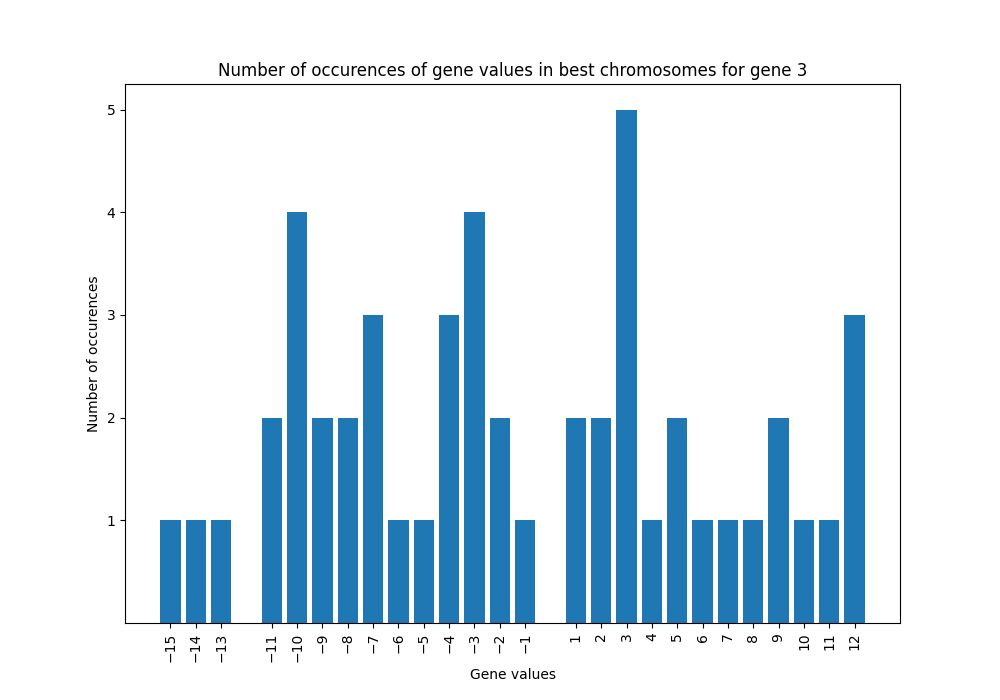 Number of occurences of gene values in best chromosomes for gene 3
Number of occurences
5
4
3
2
1
−15 −14 −13 −11 −10 −9 −8 −7 −6 −5 −4 −3 −2 −1 1 2 3 4 5 6 7 8 9 10 11 12
Gene values